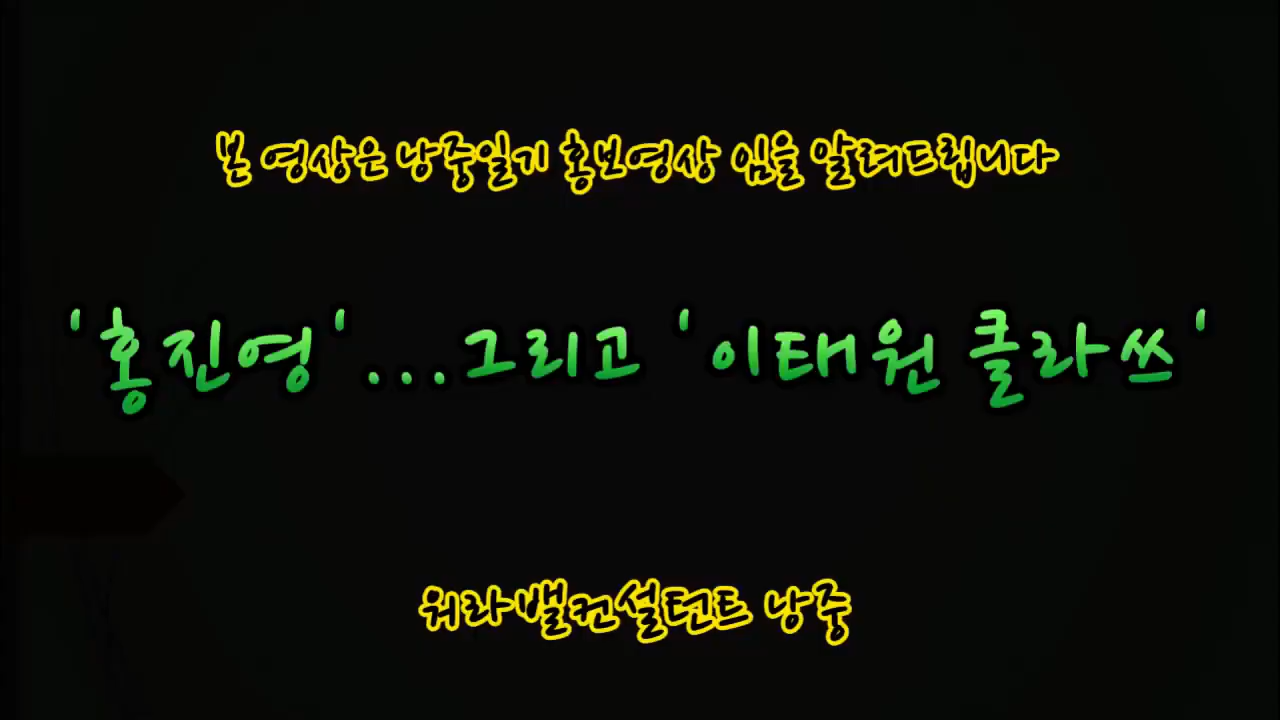 본 영상은 낭중일기 홍보영상 임을 알려드립니다
'홍진영'...그리고 '이태원 클라쓰'
워라밸컨설턴트 낭중